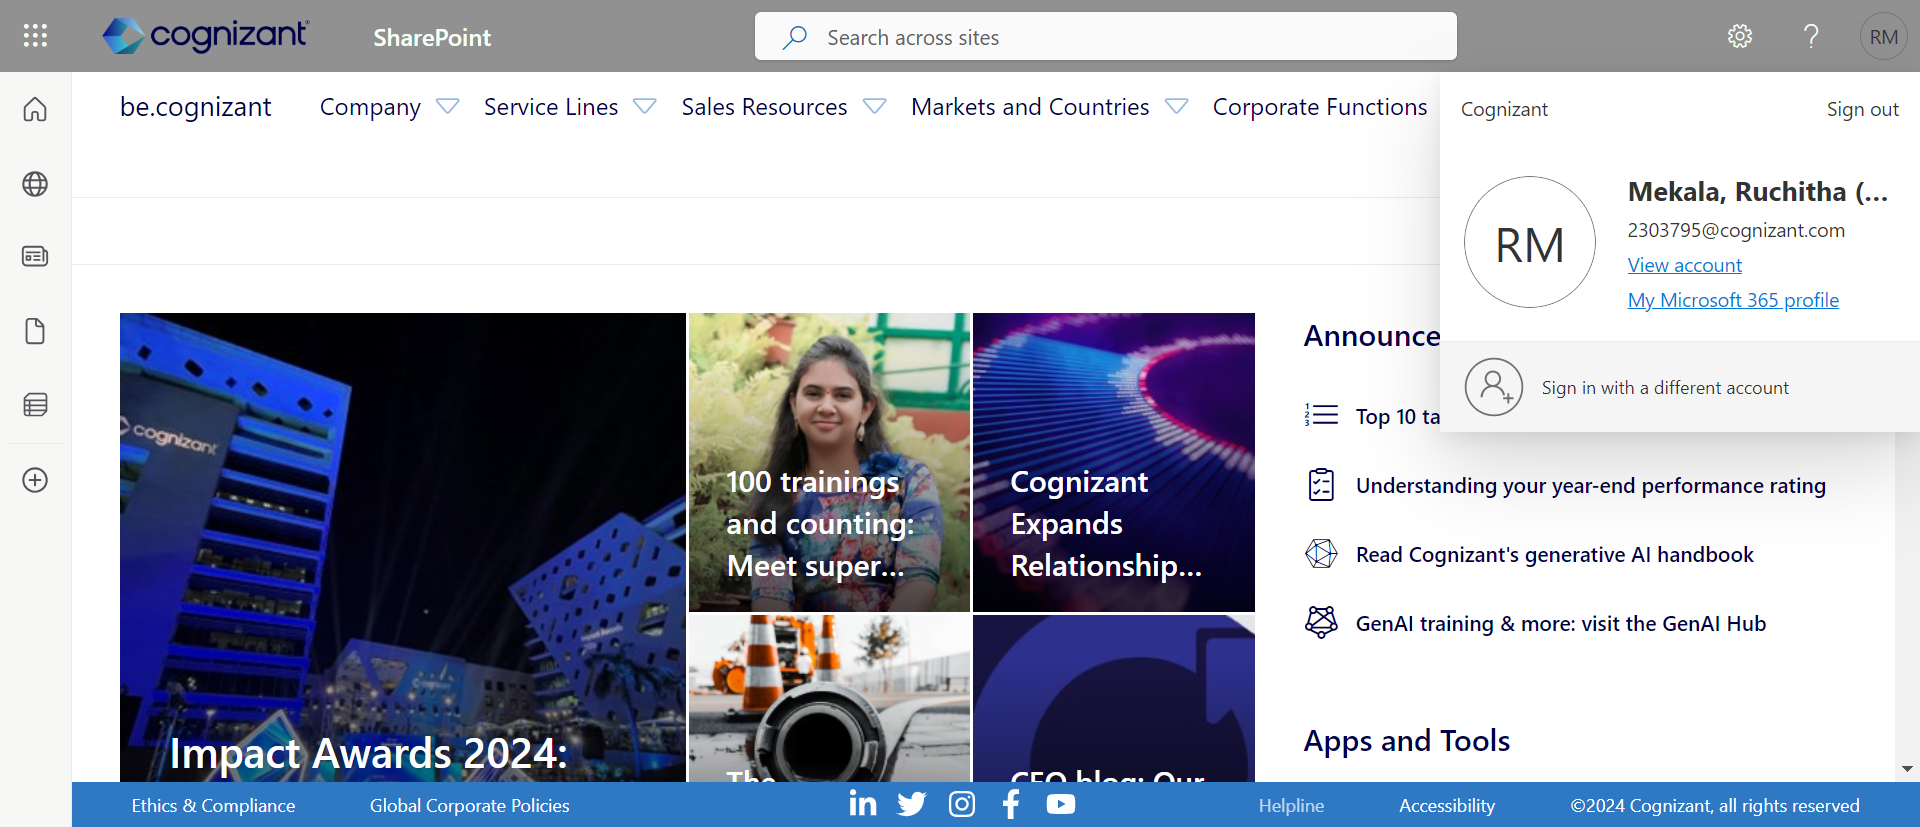 cognizant
SharePoint
Search across sites
RM
be.cognizant
Company
Service Lines
Sales Resources
Markets and Countries
Corporate Functions
Cognizant
Sign out
RM
Mekala, Ruchitha (...
2303795@cognizant.com
View account
My Microsoft 365 profile
Sign in with a different account
cognizant
Cognizant
Impact Awards 2024:
100 trainings
and counting:
Meet super...
Cognizant
Expands
Relationship...
The
CEO blog: Our
Announce
1
2
3
Top 10 ta
Understanding your year-end performance rating
Read Cognizant's generative AI handbook
GenAI training & more: visit the GenAI Hub
Apps and Tools
Ethics & Compliance
Global Corporate Policies
Helpline
Accessibility
©2024 Cognizant, all rights reserved